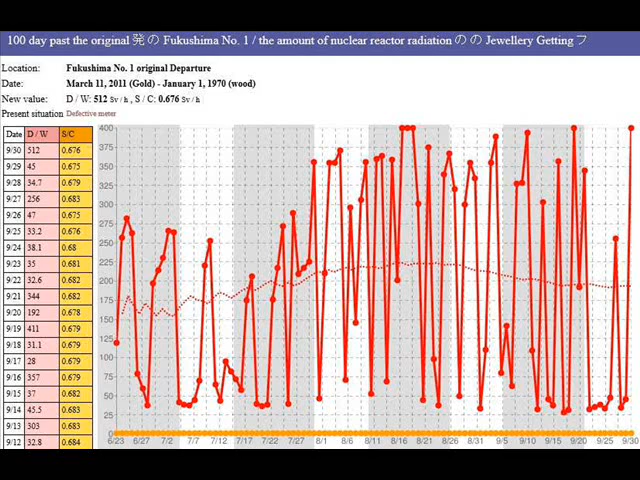 100 day past the original 発の Fukushima No. 1 / the amount of nuclear reactor radiation のの Jewellery Getting フ
Location: Fukushima No. 1 original Departure
Date: March 11, 2011 (Gold) - January 1, 1970 (wood)
New value: D / W: 512 Sv / h , S / C: 0.676 Sv / h
Present situation Defective meter
Date D / W S/C
9/30 512 0.676
9/29 45 0.675
9/28 34.7 0.679
9/27 256 0.683
9/26 47 0.675
9/25 33.2 0.676
9/24 38.1 0.68
9/23 35 0.681
9/22 32.6 0.682
9/21 344 0.682
9/20 192 0.678
9/19 411 0.679
9/18 31.1 0.679
9/17 28 0.679
9/16 357 0.679
9/15 37 0.682
9/14 45.5 0.683
9/13 303 0.683
9/12 32.8 0.684
400
375
350
325
300
275
250
225
200
175
150
125
100
75
50
25
0
6/23 6/27 7/2 7/7 7/12 7/17 7/22 7/27 8/1 8/6 8/11 8/16 8/21 8/26 8/31 9/5 9/10 9/15 9/20 9/25 9/30